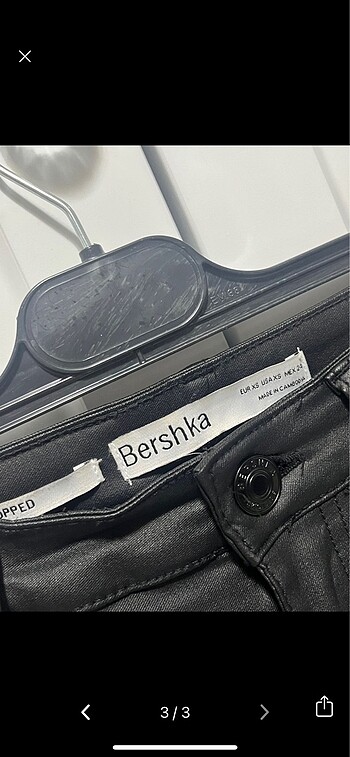 EUR XS USA XS MEX 24
MADE IN CAMBODIA
Bershka
OPPED
3/3